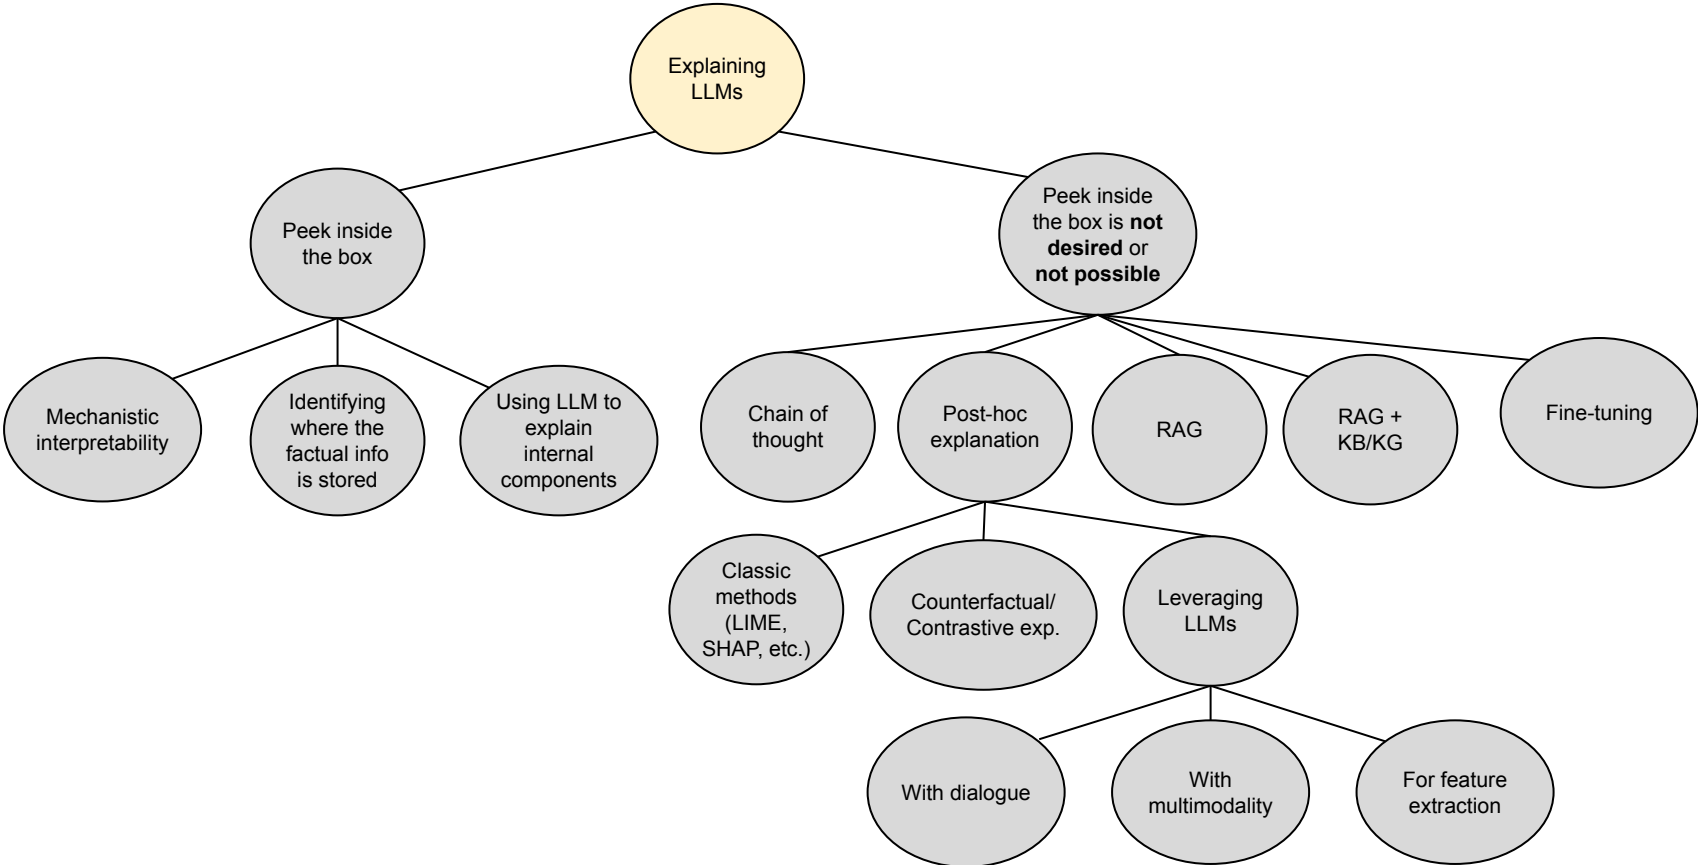 Explaining
LLMs
Peek inside
the box
Peek inside
the box is not
desired or
not possible
Mechanistic
interpretability
Identifying
where the
factual info
is stored
Using LLM to
explain
internal
components
Chain of
thought
Post-hoc
explanation
RAG
RAG +
KB/KG
Fine-tuning
Classic
methods
(LIME,
SHAP, etc.)
Counterfactual/
Contrastive exp.
Leveraging
LLMs
With dialogue
With
multimodality
For feature
extraction